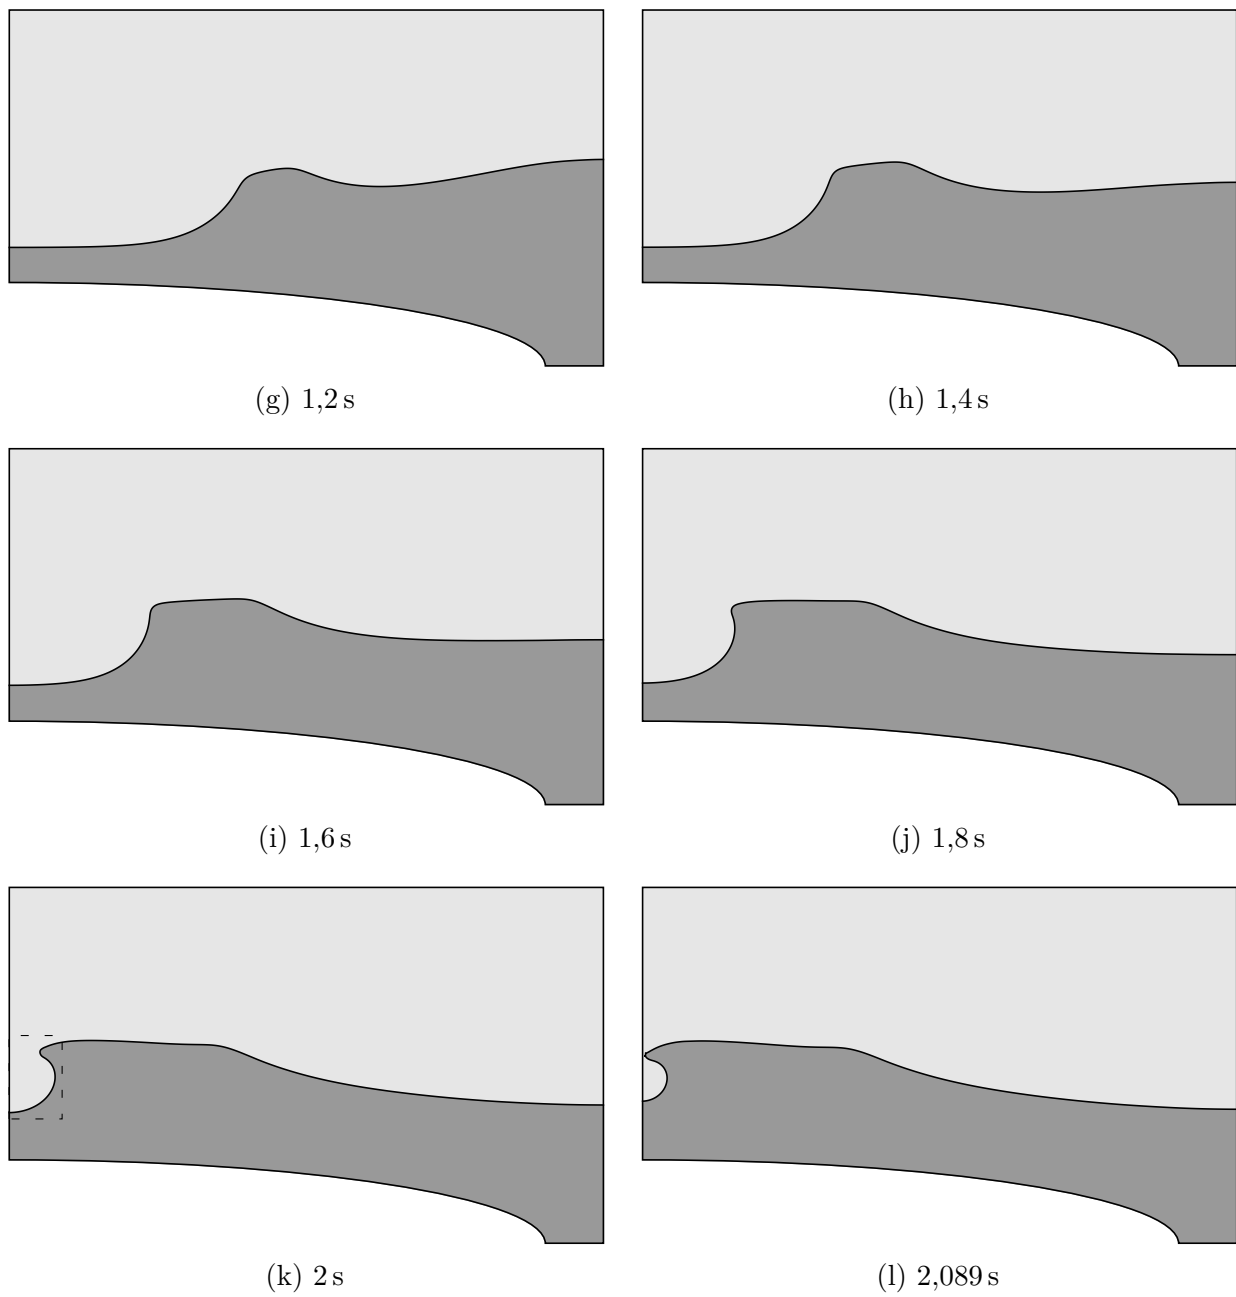 (g) 1,2 s
(h) 1,4 s
(i) 1,6 s
(j) 1,8 s
(k) 2 s
(l) 2,089 s